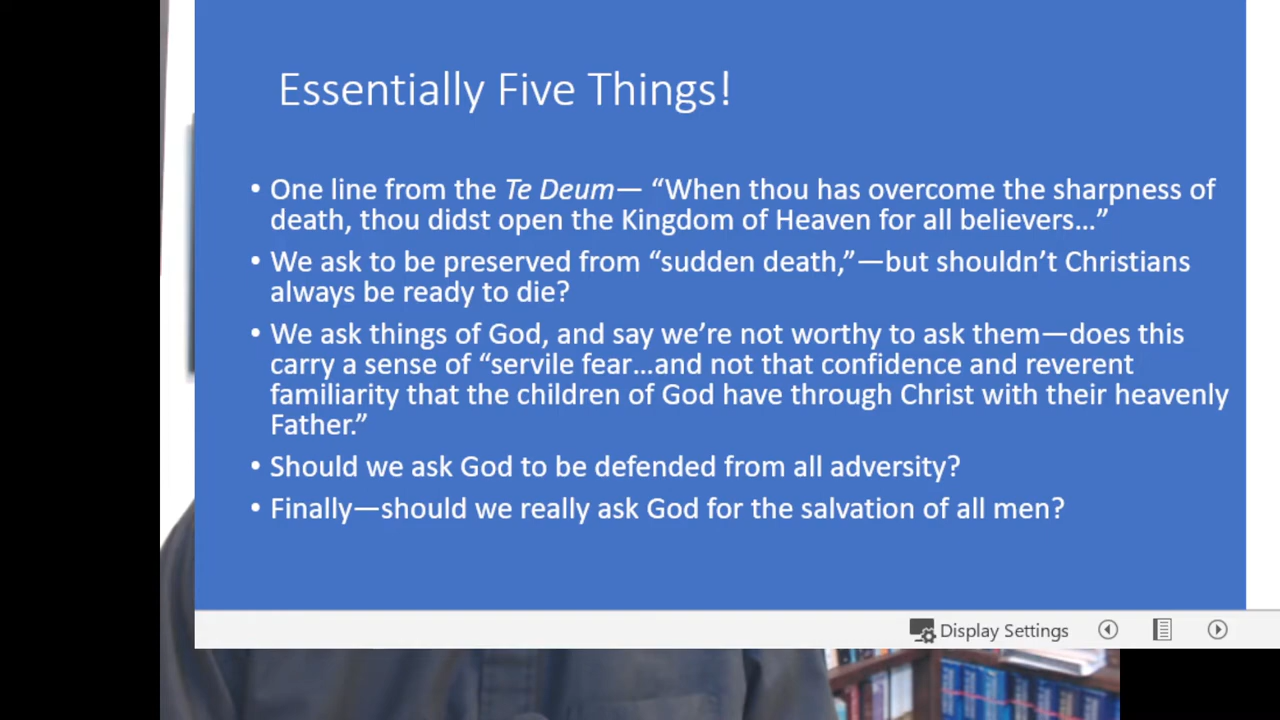 Essentially Five Things!
• One line from the Te Deum— “When thou has overcome the sharpness of
death, thou didst open the Kingdom of Heaven for all believers…”
• We ask to be preserved from “sudden death,”—but shouldn’t Christians
always be ready to die?
• We ask things of God, and say we’re not worthy to ask them—does this
carry a sense of “servile fear…and not that confidence and reverent
familiarity that the children of God have through Christ with their heavenly
Father.”
• Should we ask God to be defended from all adversity?
• Finally—should we really ask God for the salvation of all men?
Display Settings